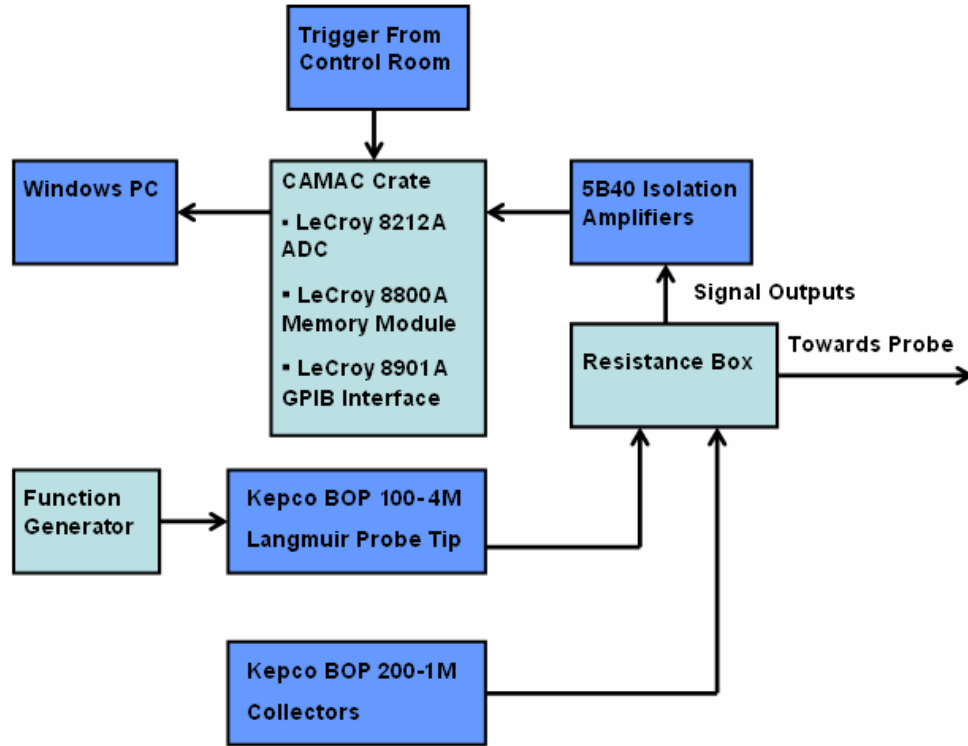 Trigger From
Control Room
Windows PC
CAMAC Crate
▪ LeCroy 8212A
ADC
▪ LeCroy 8800A
Memory Module
▪ LeCroy 8901A
GPIB Interface
5B40 Isolation
Amplifiers
Signal Outputs
Resistance Box
Towards Probe
Function
Generator
Kepco BOP 100-4M
Langmuir Probe Tip
Kepco BOP 200-1M
Collectors